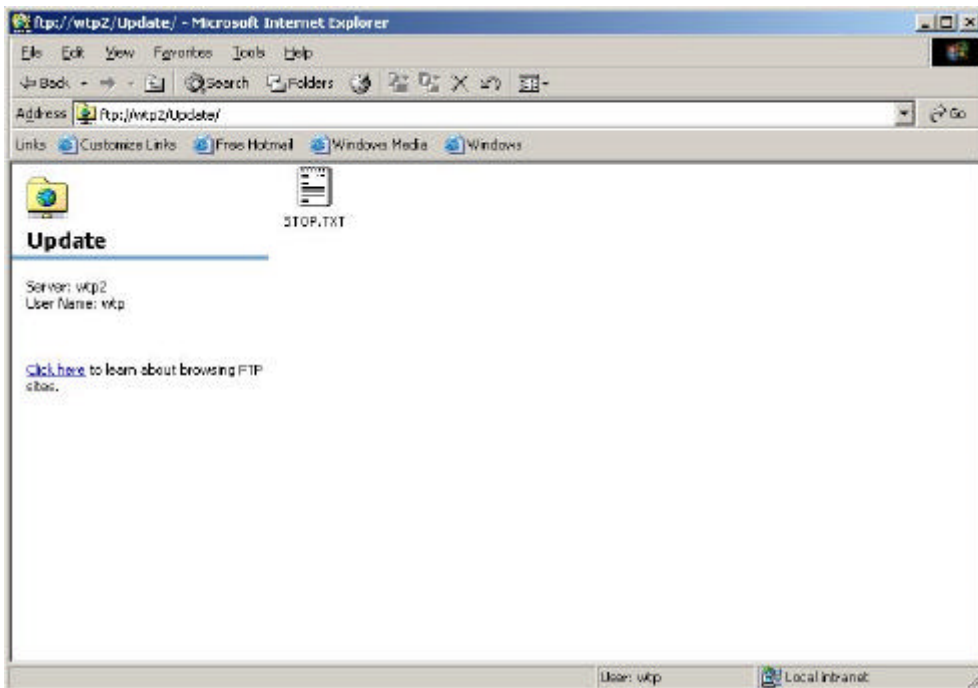 ftp://wtp2/Update/ - Microsoft Internet Explorer
File Edit View Favorites Tools Help
Back Search Folders
Address ftp://wtp2/Update/ Go
Links Customize Links Free Hotmail Windows Media Windows
STOP.TXT
Update
Server: wtp2
User Name: wtp
Click here to learn about browsing FTP
sites.
User: wtp Local intranet